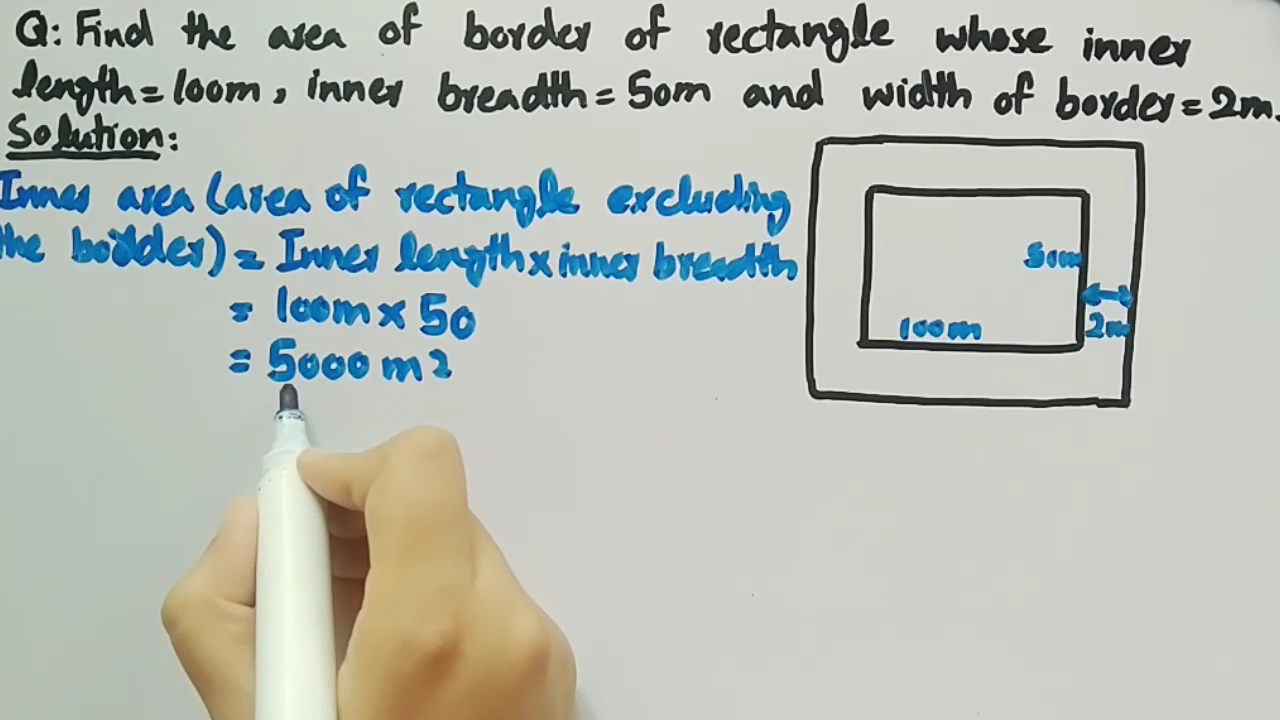 Q: Find the area of border of rectangle whose inner
length = 100m, inner breadth = 50m and width of border = 2m.
Solution:
Inner area (area of rectangle excluding
the border) = Inner length x inner breadth
= 100m x 50
= 5000 m2
50m
100m
2m